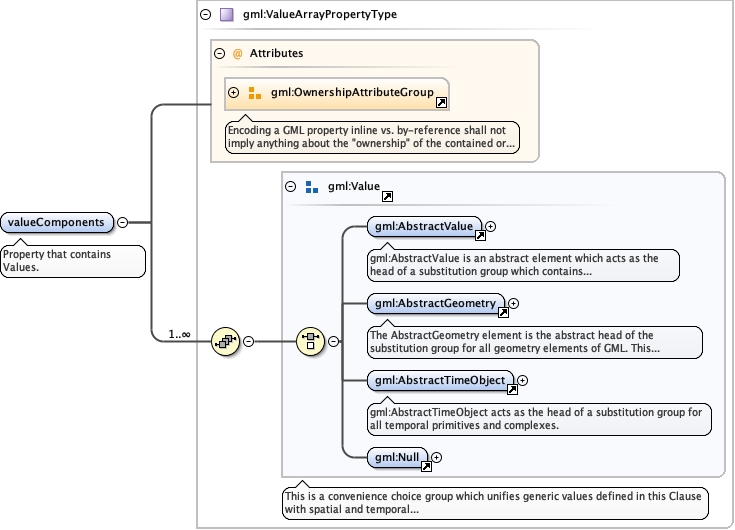 gml:ValueArrayPropertyType
@ Attributes
gml:OwnershipAttributeGroup
Encoding a GML property inline vs. by-reference shall not
imply anything about the "ownership" of the contained or...
gml:Value
valueComponents
Property that contains
Values.
gml:AbstractValue
gml:AbstractValue is an abstract element which acts as the
head of a substitution group which contains...
gml:AbstractGeometry
1..∞
The AbstractGeometry element is the abstract head of the
substitution group for all geometry elements of GML. This...
gml:AbstractTimeObject
gml:AbstractTimeObject acts as the head of a substitution group for
all temporal primitives and complexes.
gml:Null
This is a convenience choice group which unifies generic values defined in this Clause
with spatial and temporal...